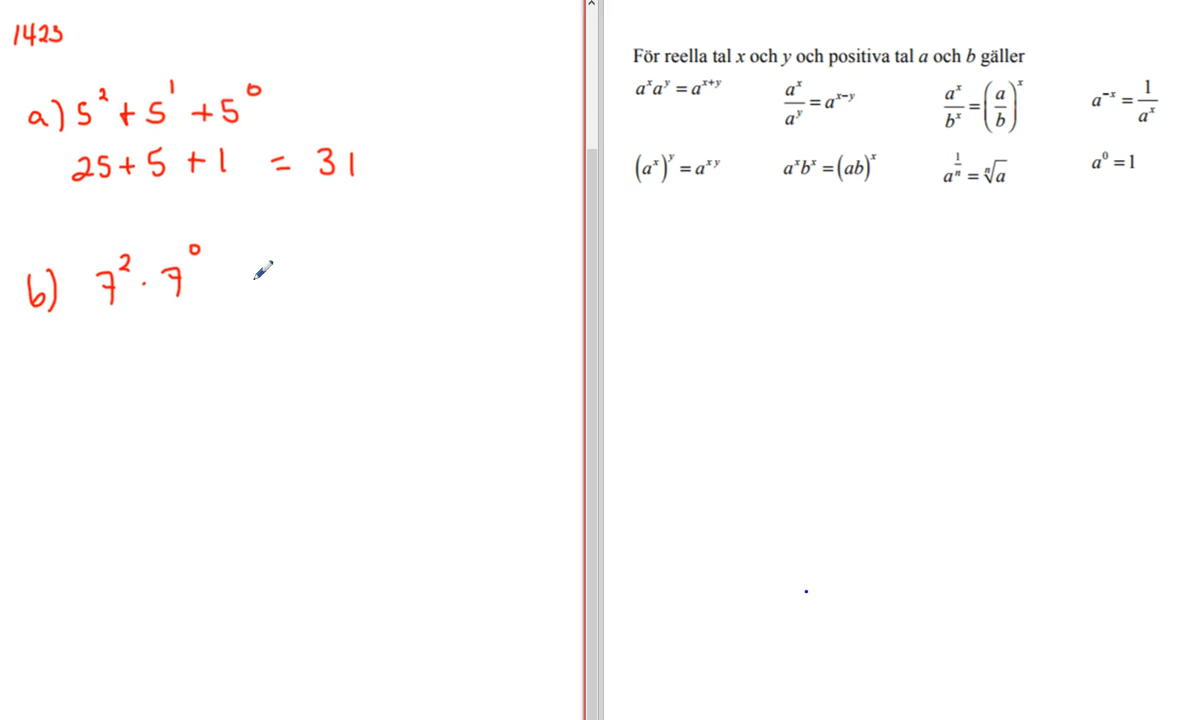 1423
a) 5² + 5¹ + 5⁰
25 + 5 + 1 = 31
b) 7² · 7⁰
För reella tal x och y och positiva tal a och b gäller
aˣaʸ = aˣ⁺ʸ  aˣ/aʸ = aˣ⁻ʸ  aˣ/bˣ = (a/b)ˣ  a⁻ˣ = 1/aˣ
(aˣ)ʸ = aˣʸ  aˣbˣ = (ab)ˣ  a^(1/n) = ⁿ√a  a⁰ = 1